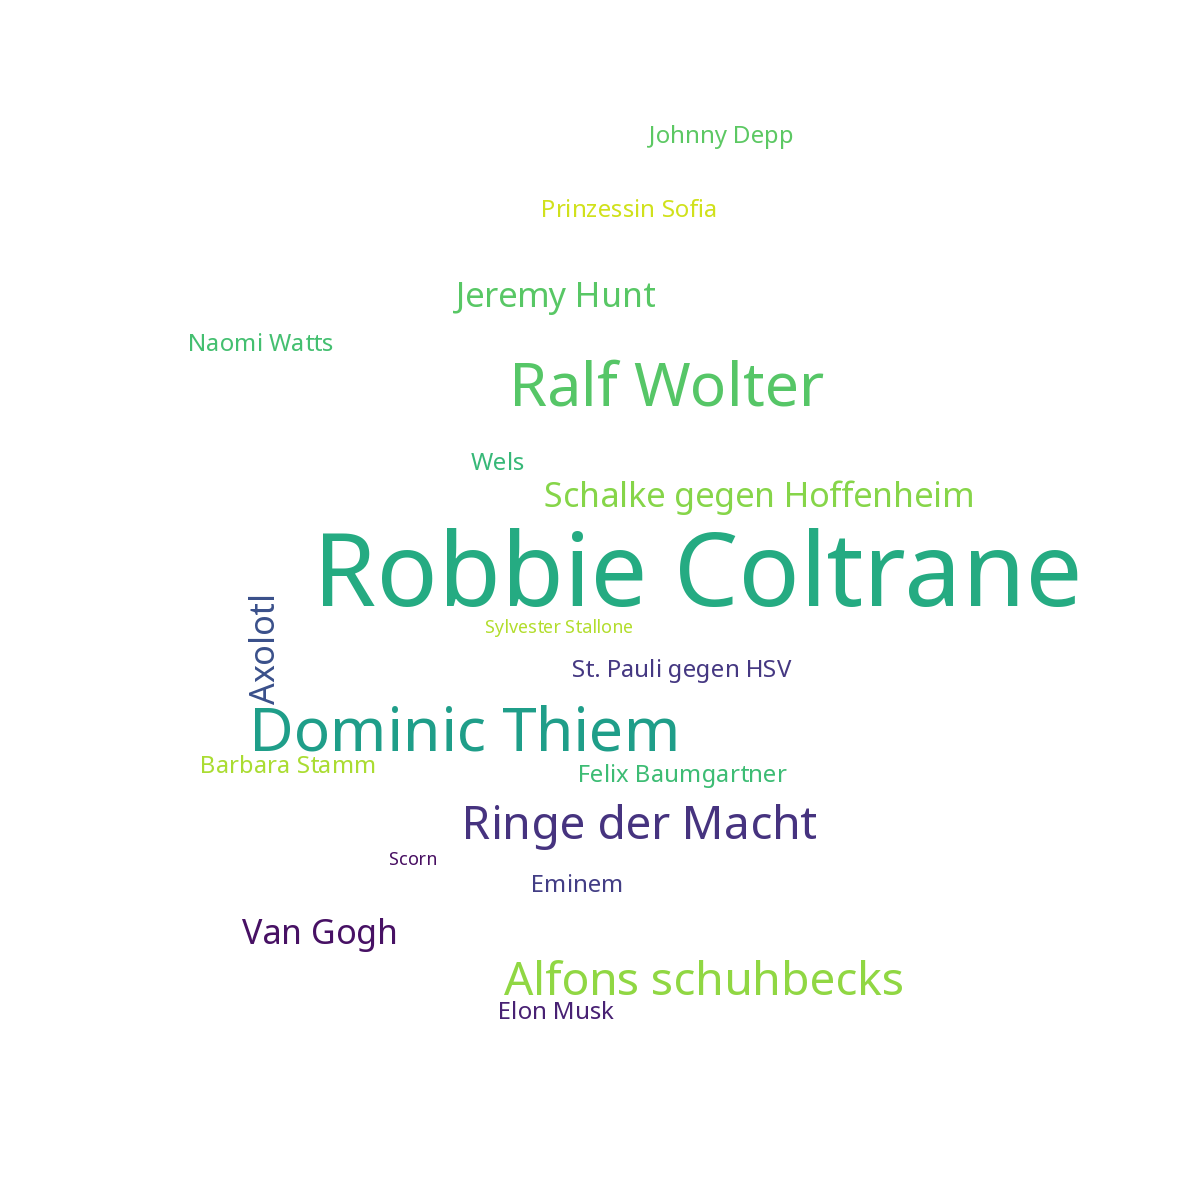 Johnny Depp
Prinzessin Sofia
Jeremy Hunt
Naomi Watts
Ralf Wolter
Wels
Schalke gegen Hoffenheim
Robbie Coltrane
Axolotl
Sylvester Stallone
St. Pauli gegen HSV
Dominic Thiem
Barbara Stamm
Felix Baumgartner
Ringe der Macht
Scorn
Eminem
Van Gogh
Alfons schuhbecks
Elon Musk